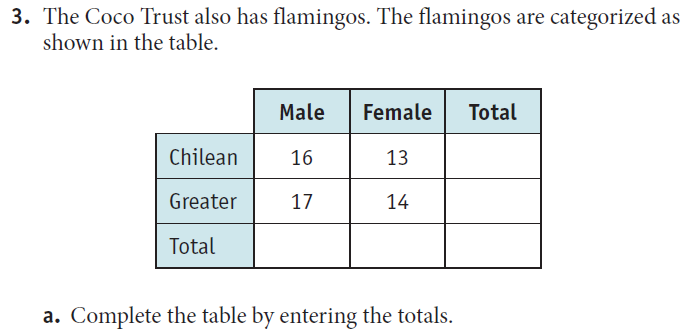 3. The Coco Trust also has flamingos. The flamingos are categorized as
shown in the table.
Male Female Total
Chilean 16 13
Greater 17 14
Total
a. Complete the table by entering the totals.